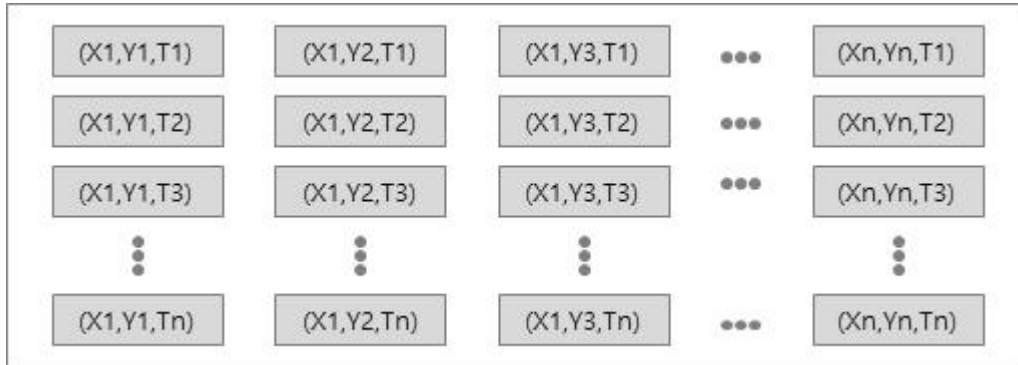 (X1,Y1,T1) (X1,Y2,T1) (X1,Y3,T1) ••• (Xn,Yn,T1)
(X1,Y1,T2) (X1,Y2,T2) (X1,Y3,T2) ••• (Xn,Yn,T2)
(X1,Y1,T3) (X1,Y2,T3) (X1,Y3,T3) ••• (Xn,Yn,T3)
(X1,Y1,Tn) (X1,Y2,Tn) (X1,Y3,Tn) ••• (Xn,Yn,Tn)